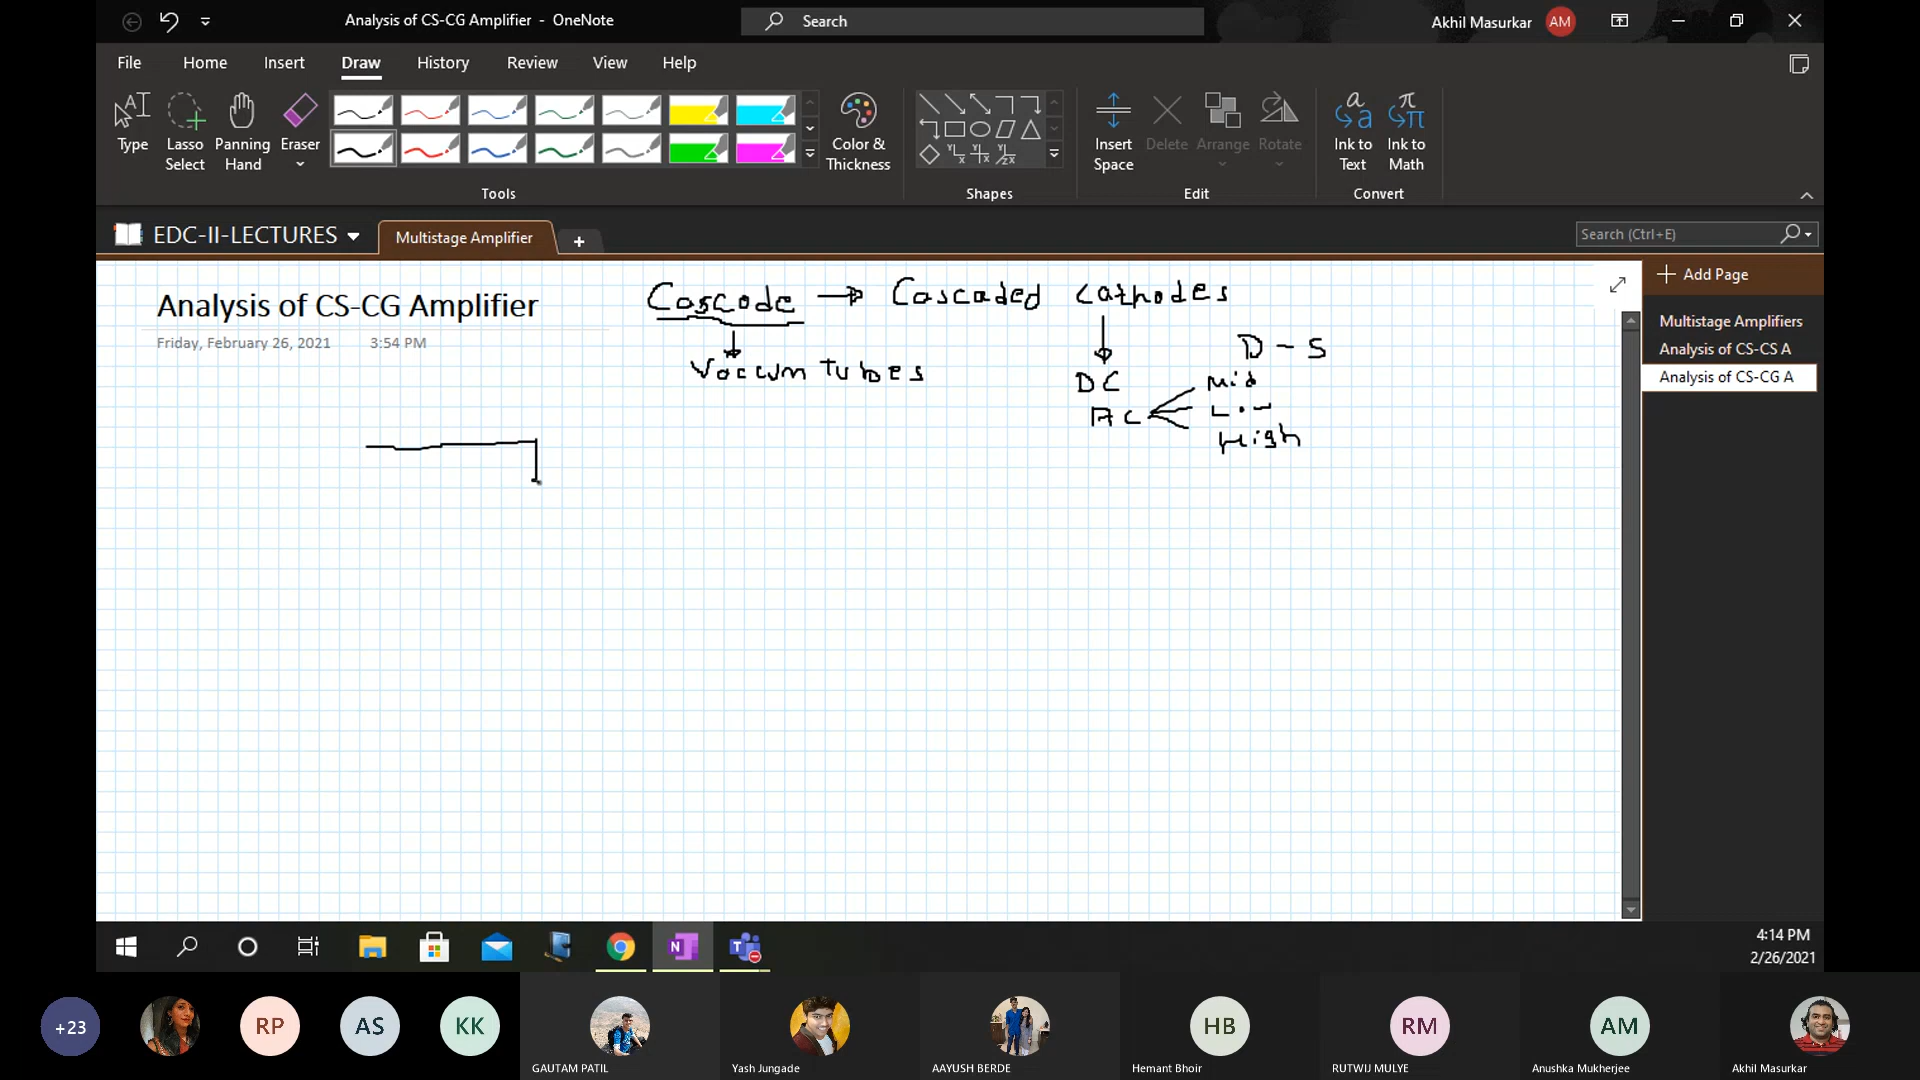 Analysis of CS-CG Amplifier - OneNote
Search
Akhil Masurkar
AM
File
Home
Insert
Draw
History
Review
View
Help
Type
Lasso Select
Panning Hand
Eraser
Color & Thickness
Insert Space
Delete
Arrange
Rotate
Ink to Text
Ink to Math
Tools
Shapes
Edit
Convert
EDC-II-LECTURES
Multistage Amplifier
Search (Ctrl+E)
Add Page
Multistage Amplifiers
Analysis of CS-CS A
Analysis of CS-CG A
Analysis of CS-CG Amplifier
Friday, February 26, 2021 3:54 PM
Cascode → Cascaded Cathodes
Vaccum Tubes
D - S
DC
Mid
AC
Low
High
4:14 PM
2/26/2021
+23
RP
AS
KK
HB
RM
AM
GAUTAM PATIL
Yash Jungade
AAYUSH BERDE
Hemant Bhoir
RUTWIJ MULYE
Anushka Mukherjee
Akhil Masurkar